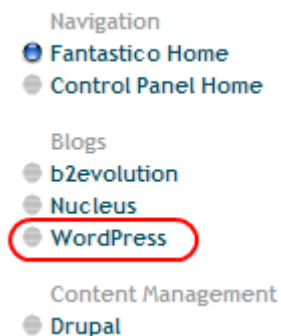 Navigation
Fantastico Home
Control Panel Home
Blogs
b2evolution
Nucleus
WordPress
Content Management
Drupal